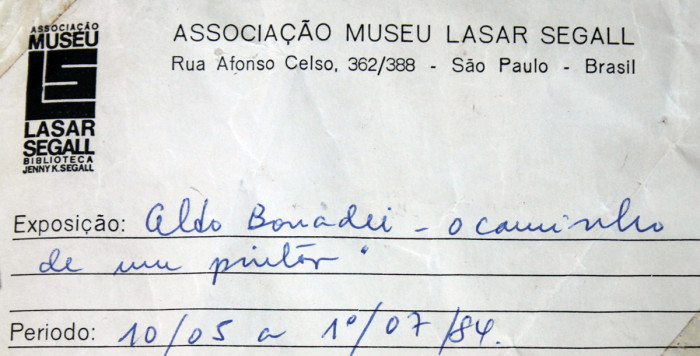 ASSOCIAÇÃO
MUSEU
LS
LASAR
SEGALL
BIBLIOTECA
JENNY K.SEGALL
ASSOCIAÇÃO MUSEU LASAR SEGALL
Rua Afonso Celso, 362/388 - São Paulo - Brasil
Exposição: Aldo Bonadei - o caminho
de um pintor"
Periodo: 10/05 a 1º/07/84.